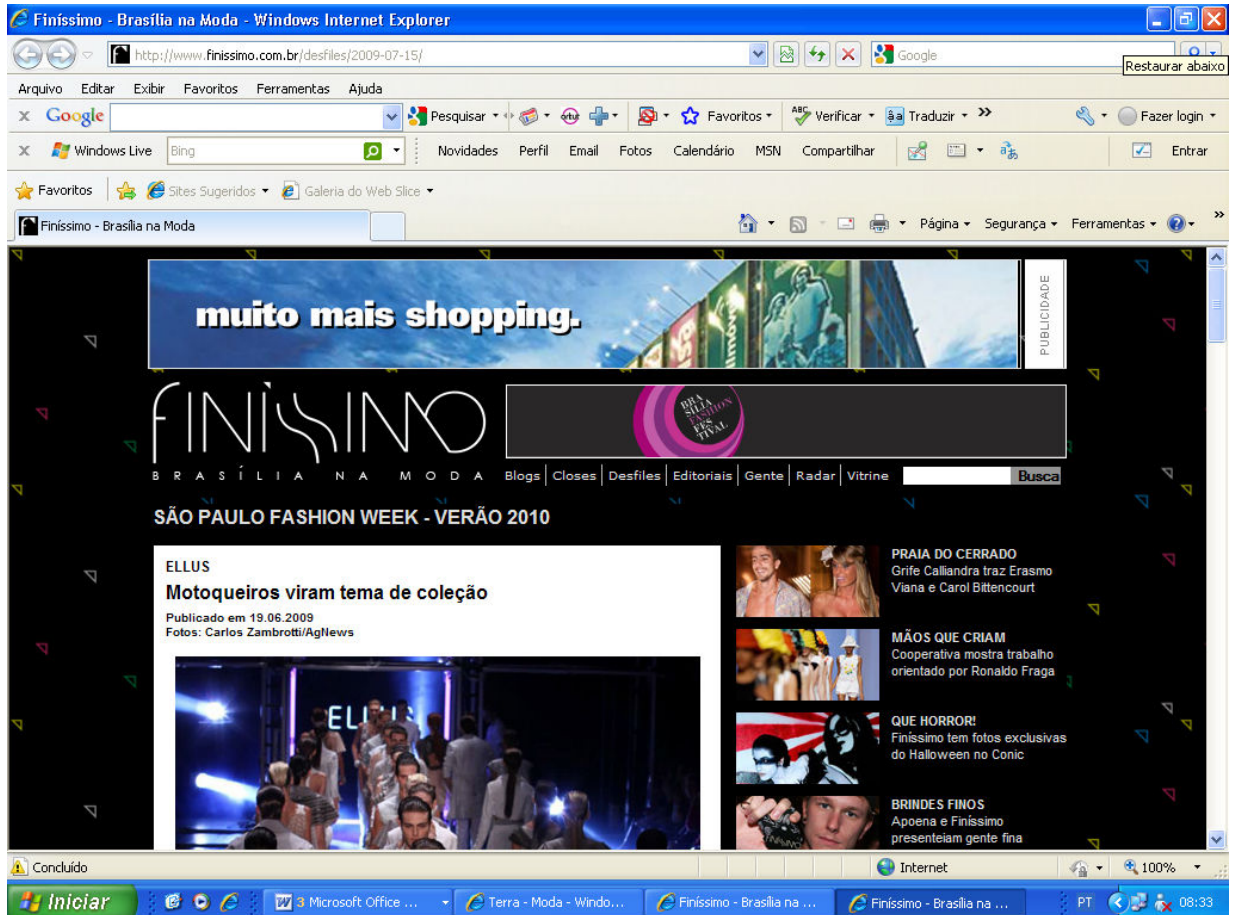 Finíssimo - Brasília na Moda - Windows Internet Explorer
http://www.finissimo.com.br/desfiles/2009-07-15/
Google
Restaurar abaixo
Arquivo Editar Exibir Favoritos Ferramentas Ajuda
x Google Pesquisar ortur Favoritos ABC Verificar Traduzir Fazer login
x Windows Live Bing Novidades Perfil Email Fotos Calendário MSN Compartilhar Entrar
Favoritos Sites Sugeridos Galeria do Web Slice
Finíssimo - Brasília na Moda Página Segurança Ferramentas
muito mais shopping.
PUBLICIDADE
FINÍSSIMO
BRASÍLIA NA MODA
BRA
SÍLIA
FASHION
FES
TIVAL
Blogs Closes Desfiles Editoriais Gente Radar Vitrine Busca
SÃO PAULO FASHION WEEK - VERÃO 2010
ELLUS
Motoqueiros viram tema de coleção
Publicado em 19.06.2009
Fotos: Carlos Zambrotti/AgNews
ELLUS
PRAIA DO CERRADO
Grife Calliandra traz Erasmo
Viana e Carol Bittencourt
MÃOS QUE CRIAM
Cooperativa mostra trabalho
orientado por Ronaldo Fraga
QUE HORROR!
Finíssimo tem fotos exclusivas
do Halloween no Conic
BRINDES FINOS
Apoena e Finíssimo
presenteiam gente fina
Concluído Internet 100%
Iniciar 3 Microsoft Office ... Terra - Moda - Windo... Finíssimo - Brasília na ... Finíssimo - Brasília na ... PT 08:33